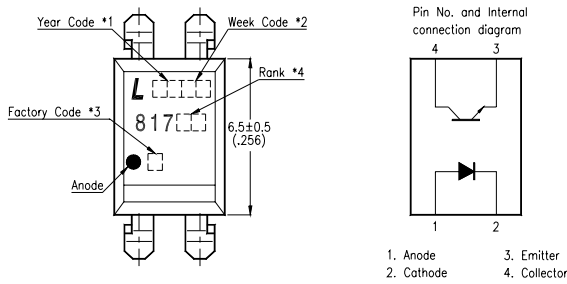 Year Code *1
Week Code *2
L
Rank *4
817
Factory Code *3
6.5±0.5
(.256)
Anode
Pin No. and Internal
connection diagram
4 3
1 2
1. Anode 3. Emitter
2. Cathode 4. Collector